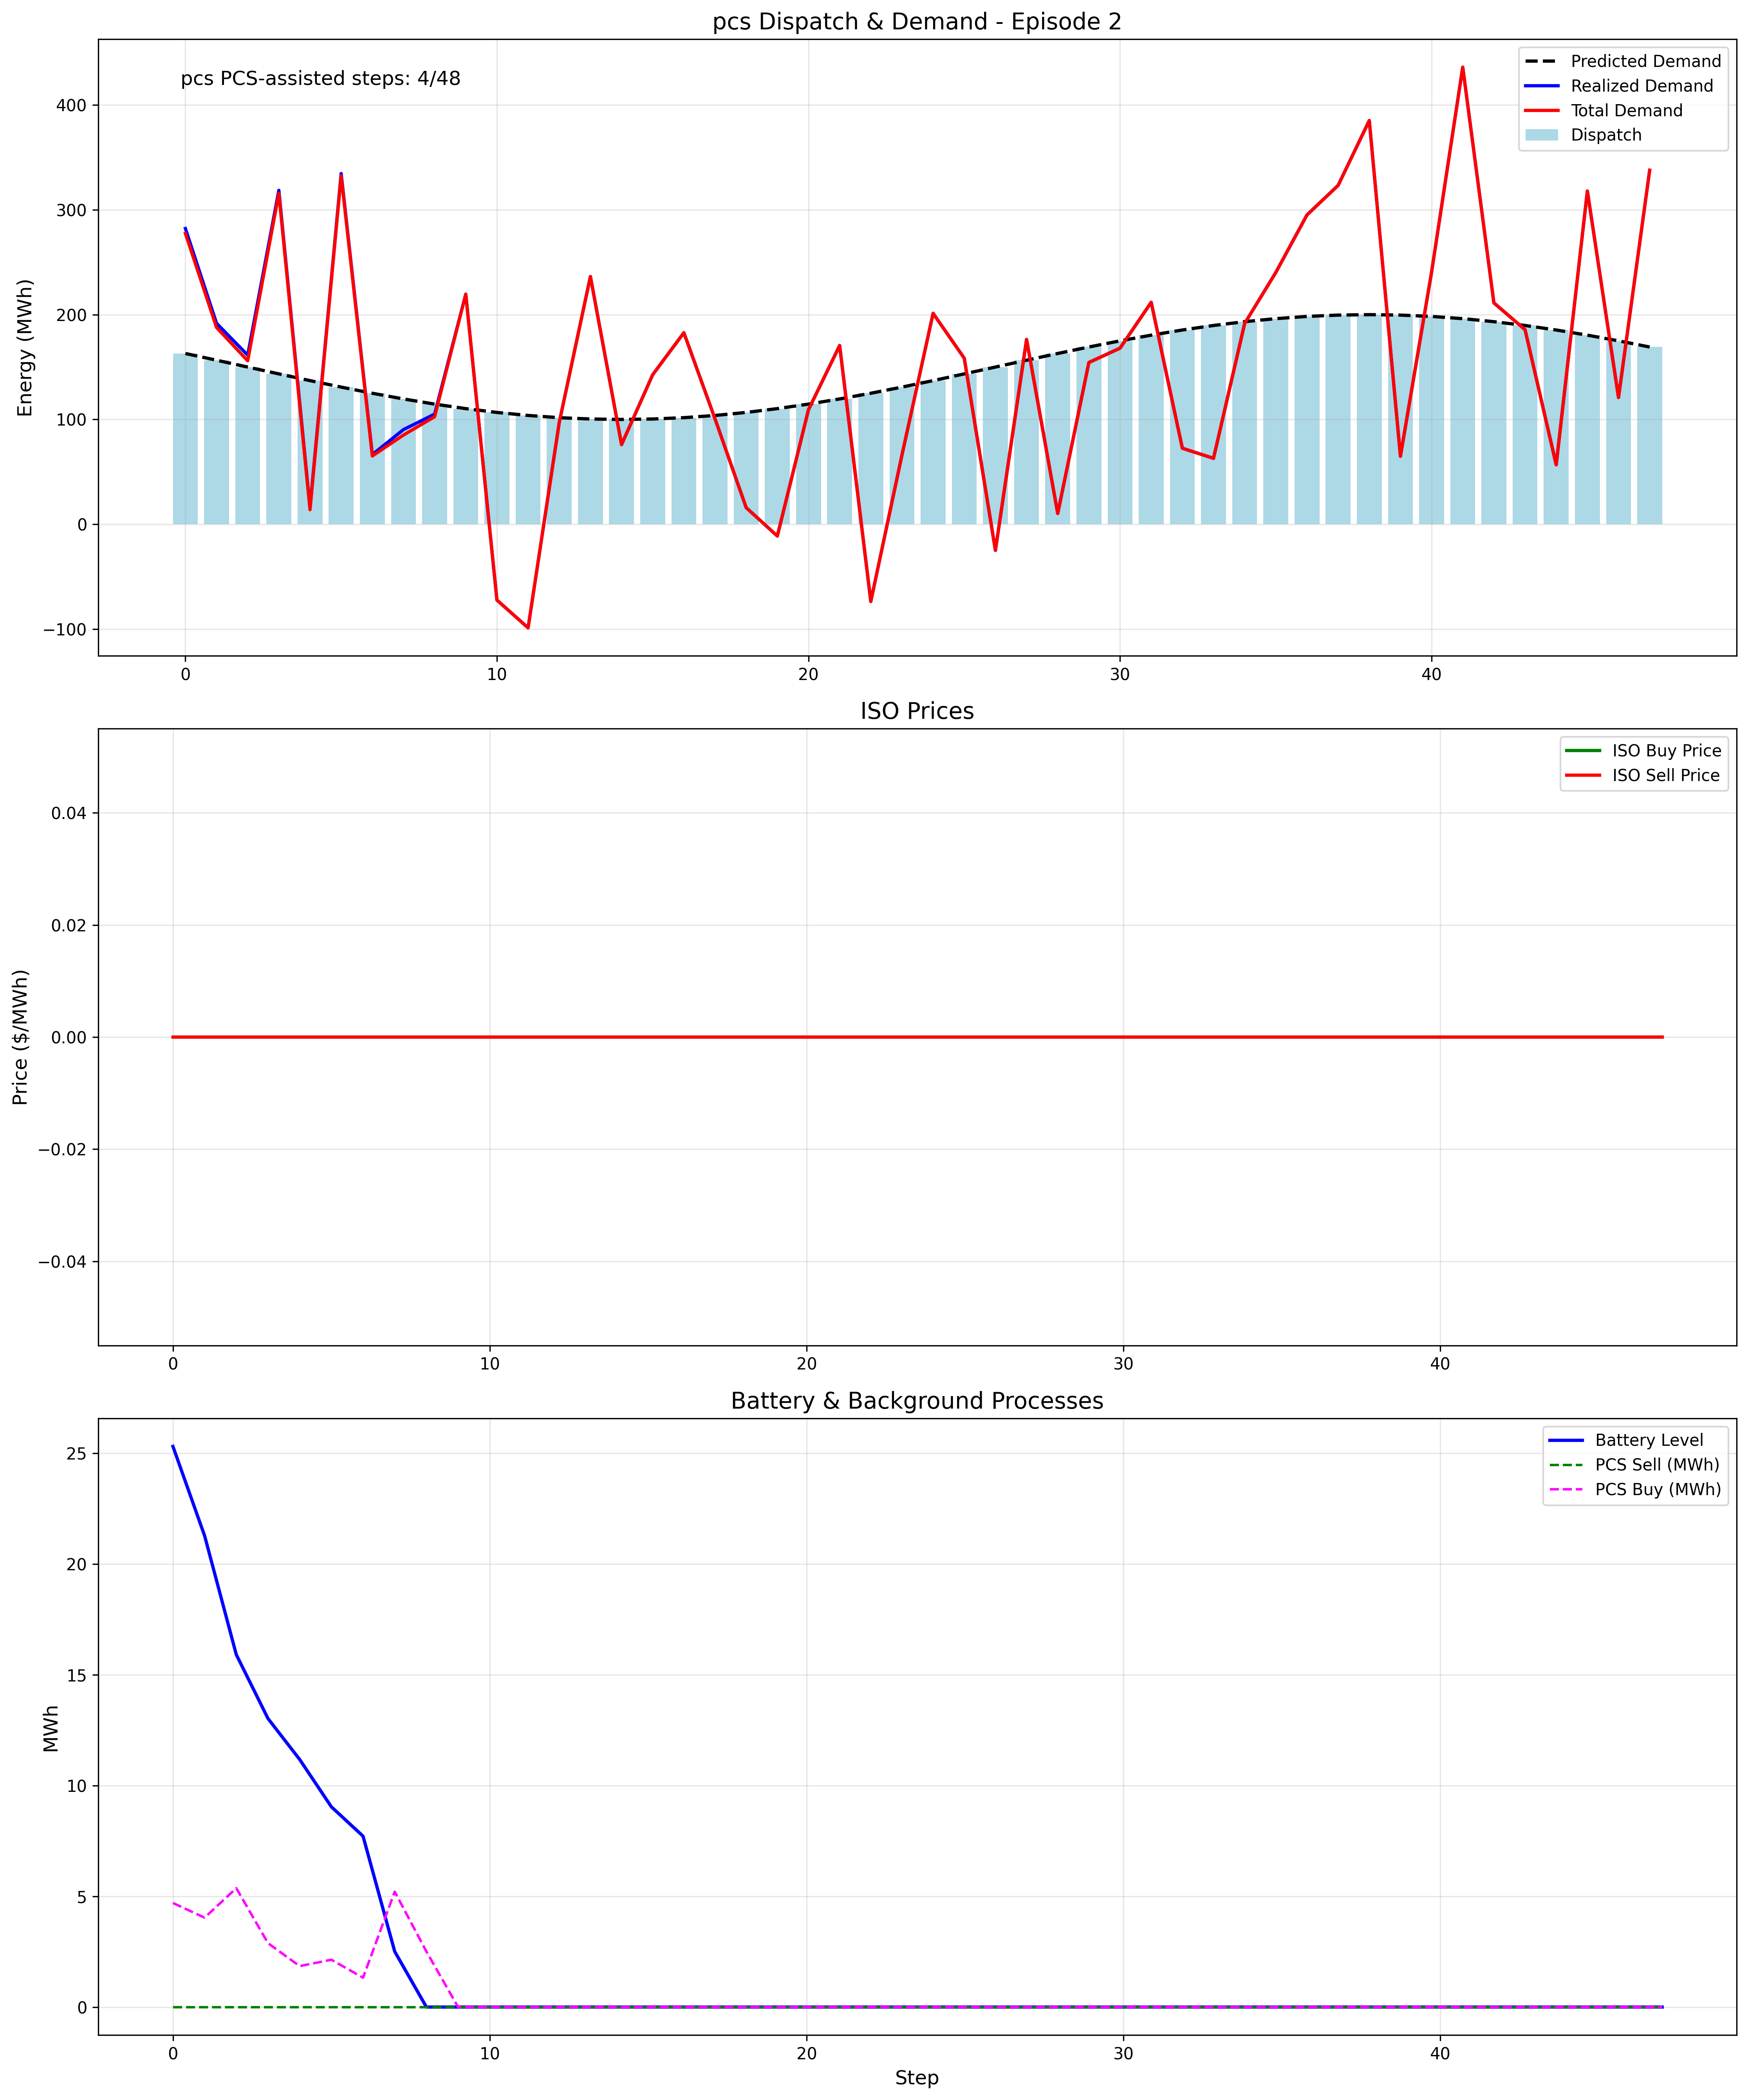 pcs Dispatch & Demand - Episode 2
pcs PCS-assisted steps: 4/48
Predicted Demand
Realized Demand
Total Demand
Dispatch
Energy (MWh)
400
300
200
100
0
−100
0 10 20 30 40
ISO Prices
ISO Buy Price
ISO Sell Price
Price ($/MWh)
0.04
0.02
0.00
−0.02
−0.04
0 10 20 30 40
Battery & Background Processes
Battery Level
PCS Sell (MWh)
PCS Buy (MWh)
MWh
25
20
15
10
5
0
0 10 20 30 40
Step